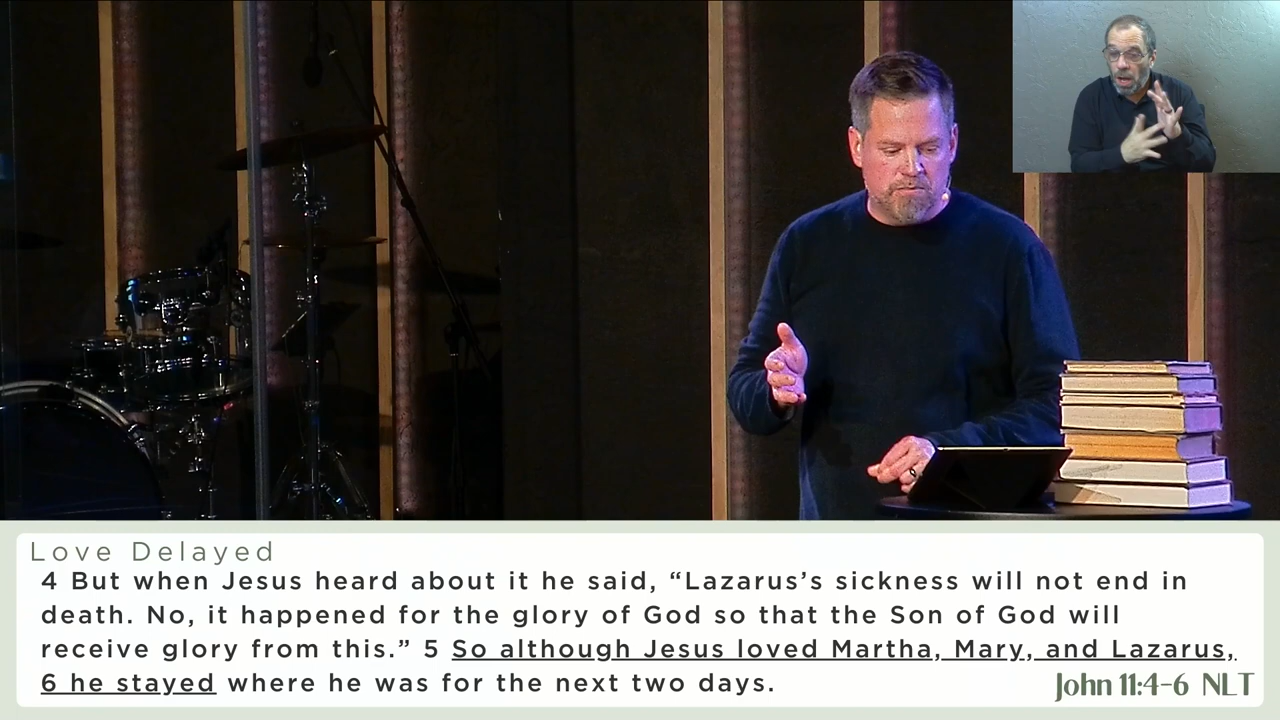 Love Delayed
4 But when Jesus heard about it he said, “Lazarus’s sickness will not end in
death. No, it happened for the glory of God so that the Son of God will
receive glory from this.” 5 So although Jesus loved Martha, Mary, and Lazarus,
6 he stayed where he was for the next two days.
John 11:4-6 NLT